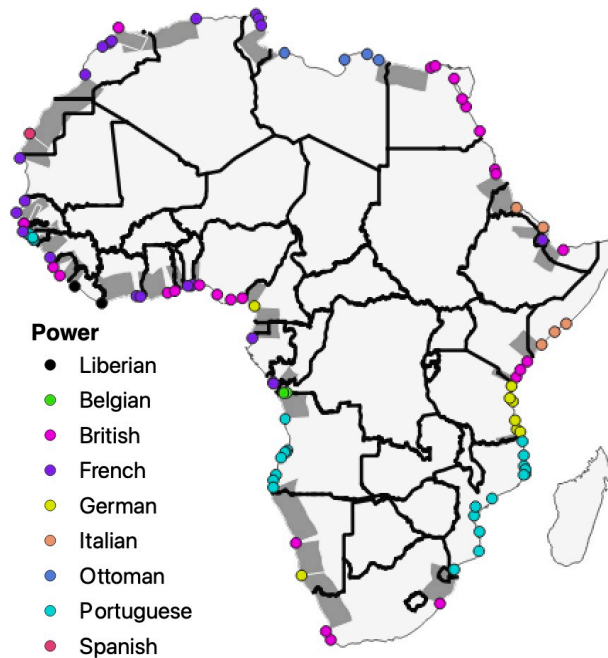 Power
Liberian
Belgian
British
French
German
Italian
Ottoman
Portuguese
Spanish